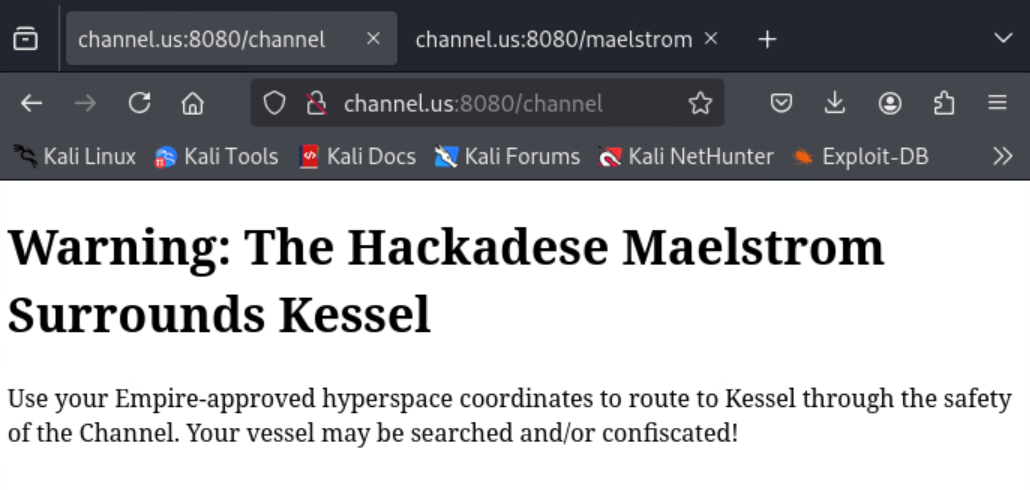 channel.us:8080/channel
channel.us:8080/maelstrom
channel.us:8080/channel
Kali Linux
Kali Tools
Kali Docs
Kali Forums
Kali NetHunter
Exploit-DB
Warning: The Hackadese Maelstrom
Surrounds Kessel
Use your Empire-approved hyperspace coordinates to route to Kessel through the safety
of the Channel. Your vessel may be searched and/or confiscated!